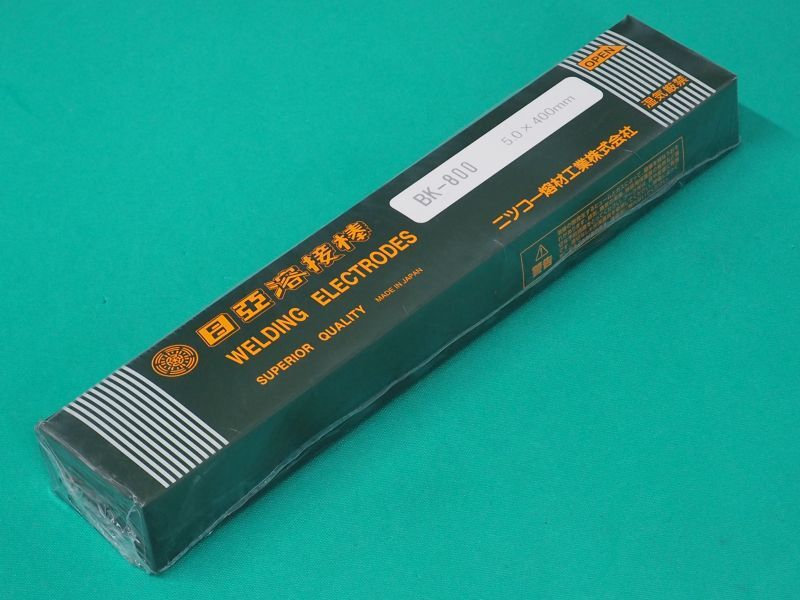 OPEN
湿気厳禁
BK-800 5.0×400mm
ニツコー熔材工業株式会社
日亞溶接棒
WELDING ELECTRODES
SUPERIOR QUALITY MADE IN JAPAN
警告